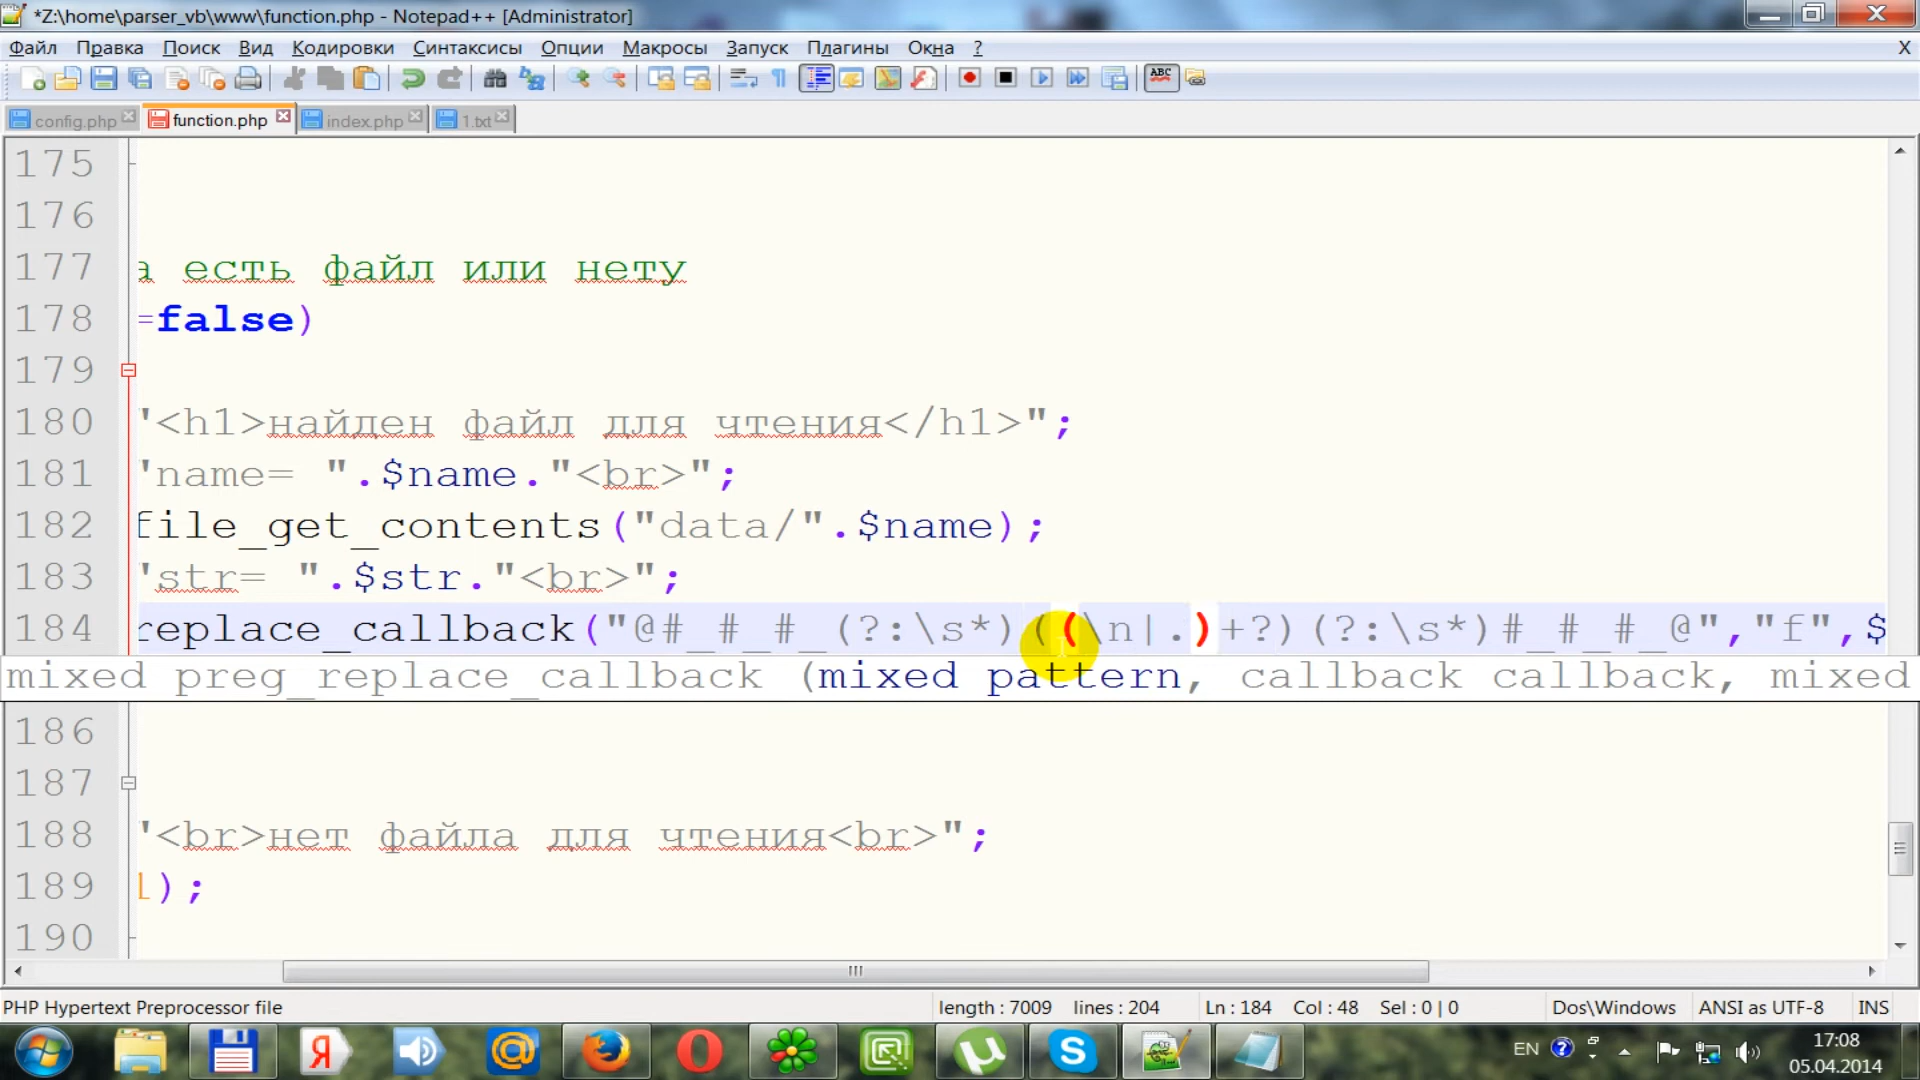 *Z:\home\parser_vb\www\function.php - Notepad++ [Administrator]
Файл Правка Поиск Вид Кодировки Синтаксисы Опции Макросы Запуск Плагины Окна ? X
ABC
config.php function.php index.php 1.txt
175
176
177 а есть файл или нету
178 =false)
179
180 "<h1>найден файл для чтения</h1>";
181 "name= ".$name."<br>";
182 file_get_contents("data/".$name);
183 "str= ".$str."<br>";
184 replace_callback("@#_#_#_(?:\s*)((\n|.)+?)(?:\s*)#_#_#_@","f",$
mixed preg_replace_callback (mixed pattern, callback callback, mixed
186
187
188 "<br>нет файла для чтения<br>";
189 l);
190
PHP Hypertext Preprocessor file length : 7009 lines : 204 Ln : 184 Col : 48 Sel : 0 | 0 Dos\Windows ANSI as UTF-8 INS
EN 17:08
05.04.2014